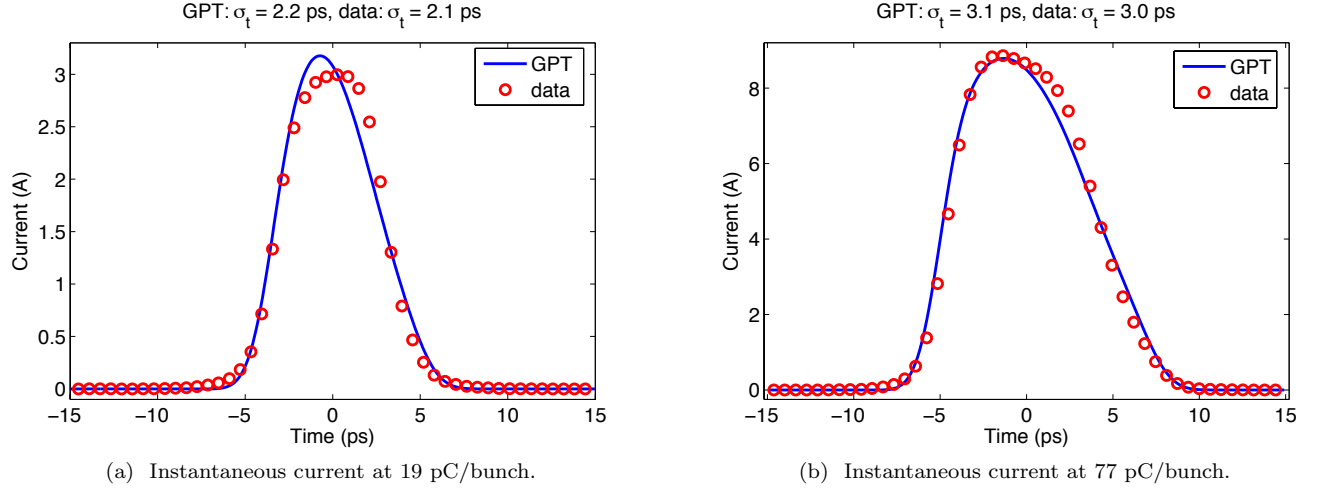 GPT: σt = 2.2 ps, data: σt = 2.1 ps
3
2.5
2
1.5
1
0.5
0
Current (A)
GPT
data
−15 −10 −5 0 5 10 15
Time (ps)
(a) Instantaneous current at 19 pC/bunch.
GPT: σt = 3.1 ps, data: σt = 3.0 ps
8
6
4
2
0
Current (A)
GPT
data
−15 −10 −5 0 5 10 15
Time (ps)
(b) Instantaneous current at 77 pC/bunch.